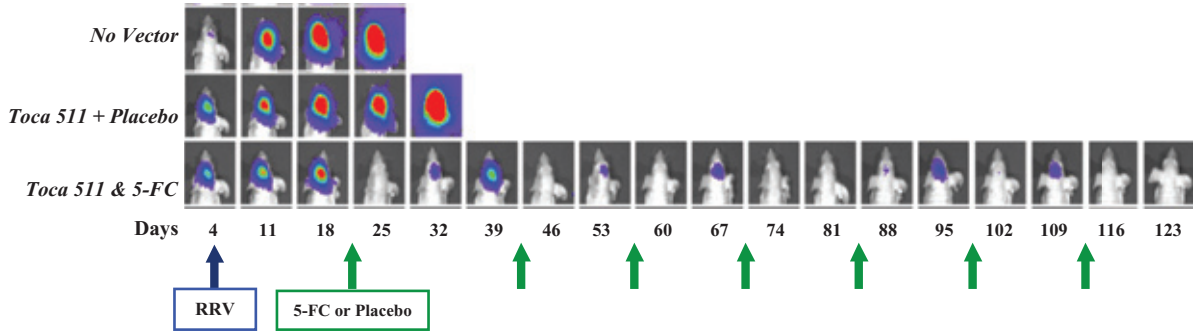 No Vector
Toca 511 + Placebo
Toca 511 & 5-FC
Days 4 11 18 25 32 39 46 53 60 67 74 81 88 95 102 109 116 123
RRV 5-FC or Placebo